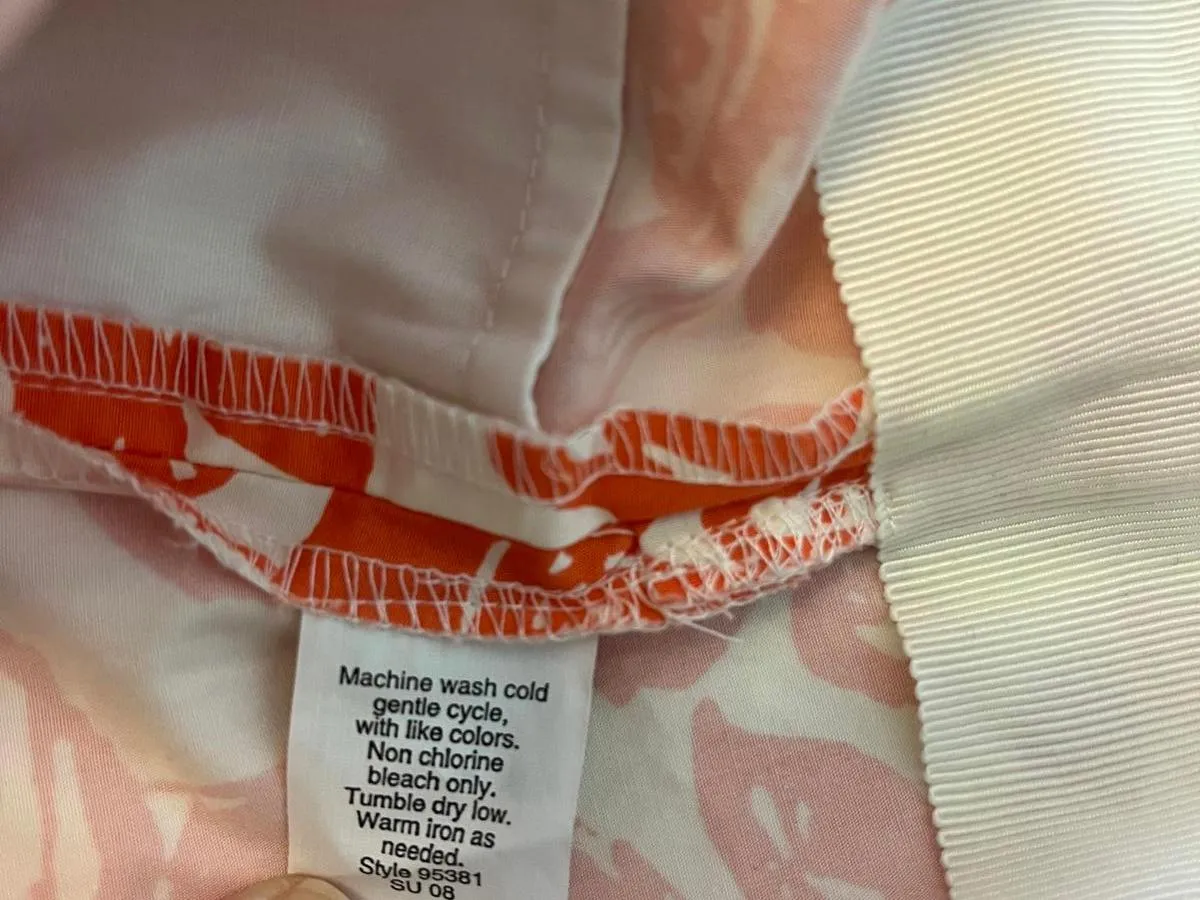 Machine wash cold
gentle cycle,
with like colors.
Non chlorine
bleach only.
Tumble dry low.
Warm iron as
needed.
Style 95381
SU 08